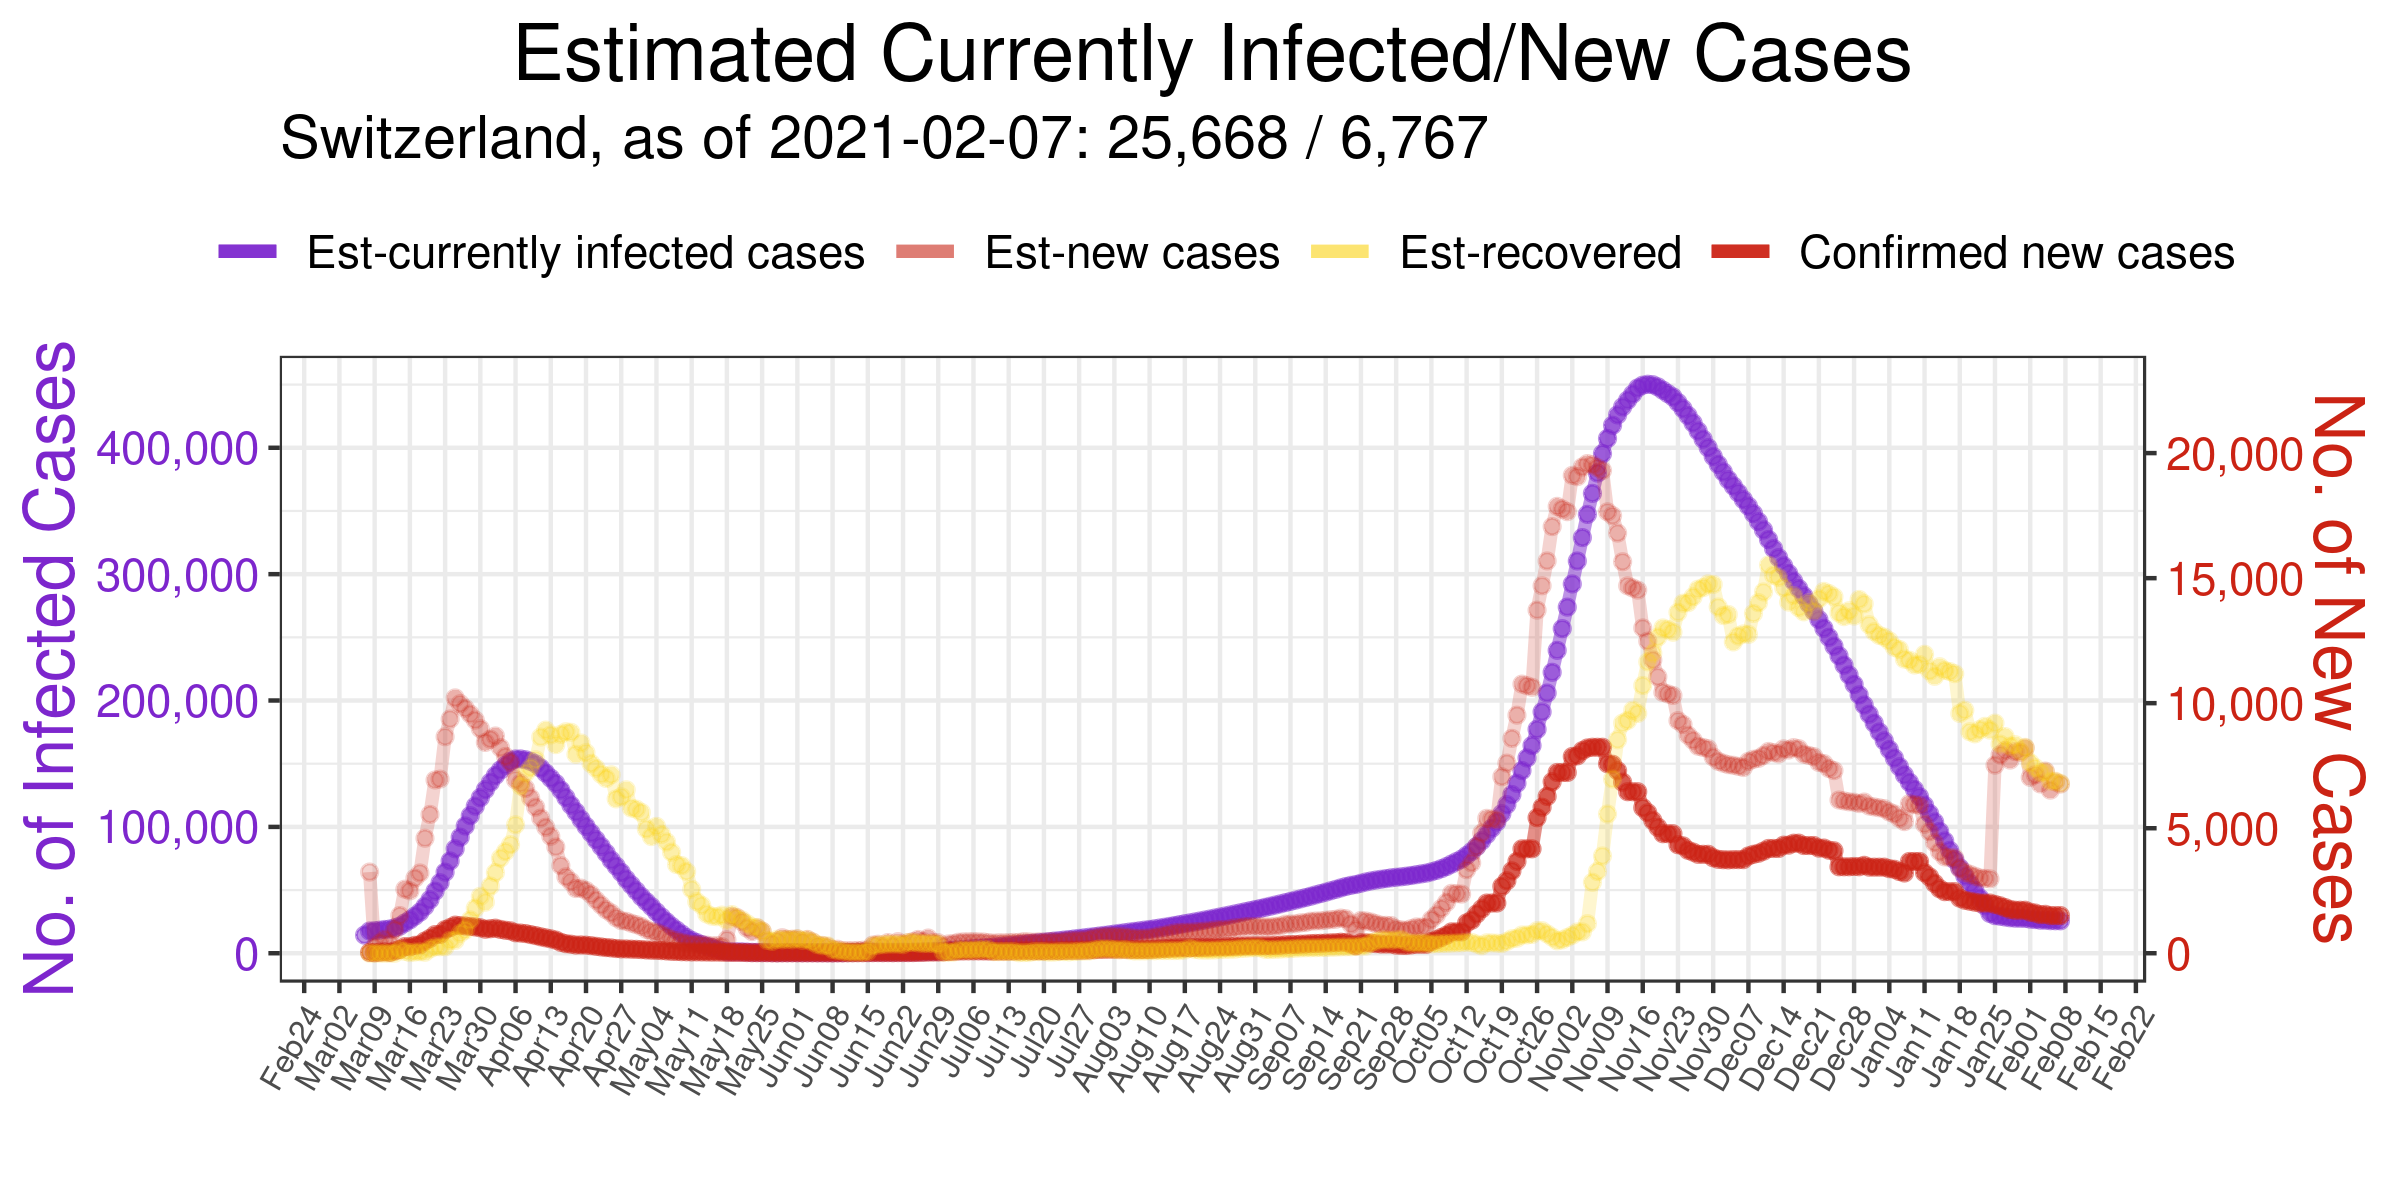 Estimated Currently Infected/New Cases
Switzerland, as of 2021-02-07: 25,668 / 6,767
Est-currently infected cases Est-new cases Est-recovered Confirmed new cases
No. of Infected Cases
400,000
300,000
200,000
100,000
0
20,000
15,000
10,000
5,000
0
No. of New Cases
Feb24 Mar02 Mar09 Mar16 Mar23 Mar30 Apr06 Apr13 Apr20 Apr27 May04 May11 May18 May25 Jun01 Jun08 Jun15 Jun22 Jun29 Jul06 Jul13 Jul20 Jul27 Aug03 Aug10 Aug17 Aug24 Aug31 Sep07 Sep14 Sep21 Sep28 Oct05 Oct12 Oct19 Oct26 Nov02 Nov09 Nov16 Nov23 Nov30 Dec07 Dec14 Dec21 Dec28 Jan04 Jan11 Jan18 Jan25 Feb01 Feb08 Feb15 Feb22